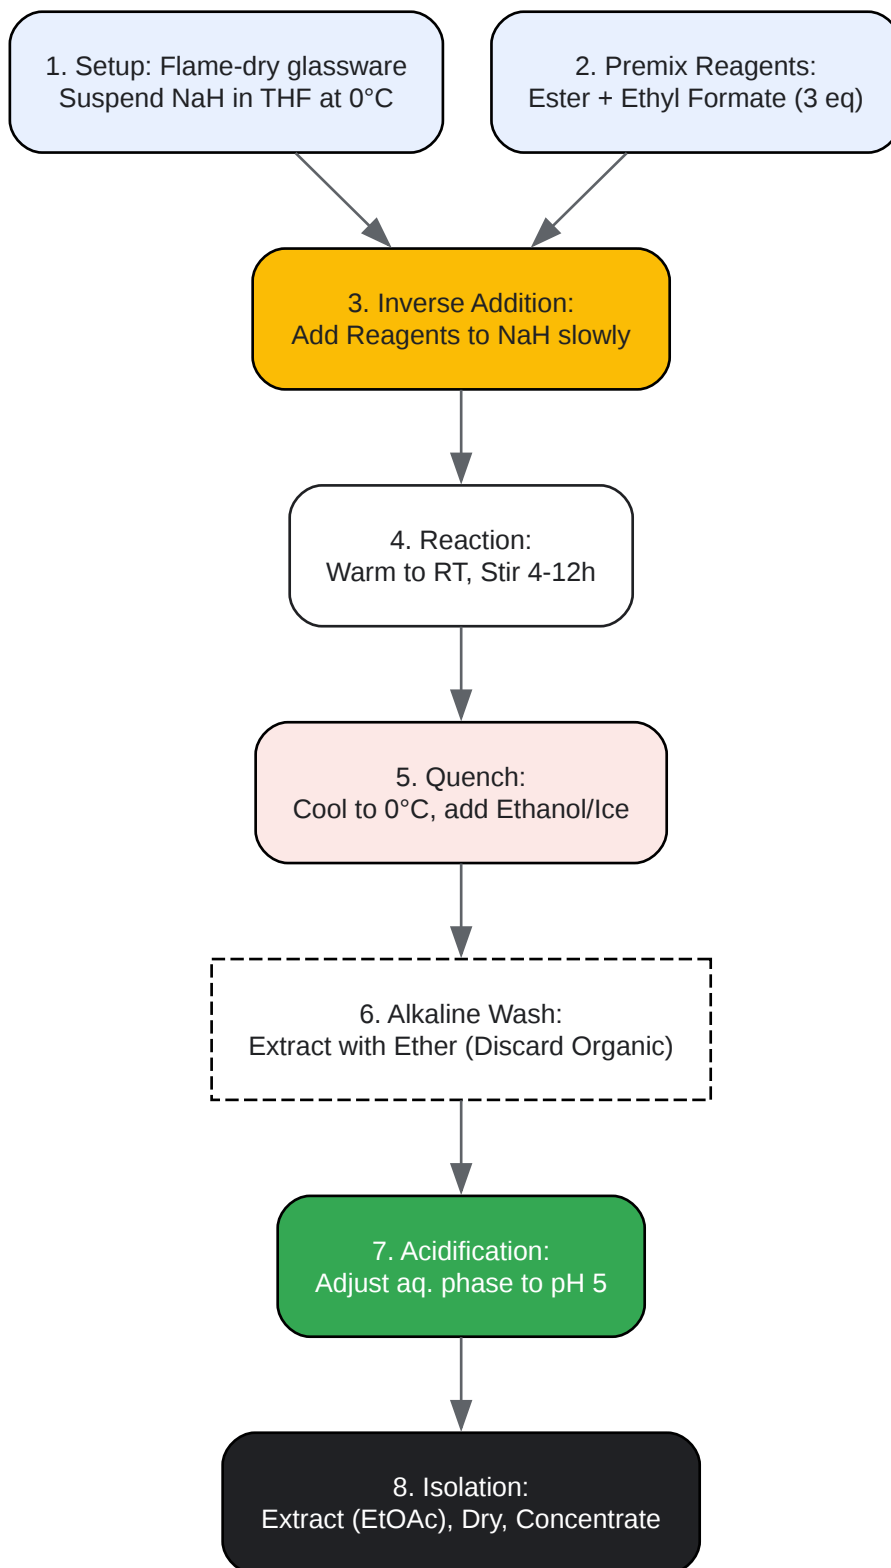 1. Setup: Flame-dry glassware
Suspend NaH in THF at 0°C
2. Premix Reagents:
Ester + Ethyl Formate (3 eq)
3. Inverse Addition:
Add Reagents to NaH slowly
4. Reaction:
Warm to RT, Stir 4-12h
5. Quench:
Cool to 0°C, add Ethanol/Ice
6. Alkaline Wash:
Extract with Ether (Discard Organic)
7. Acidification:
Adjust aq. phase to pH 5
8. Isolation:
Extract (EtOAc), Dry, Concentrate